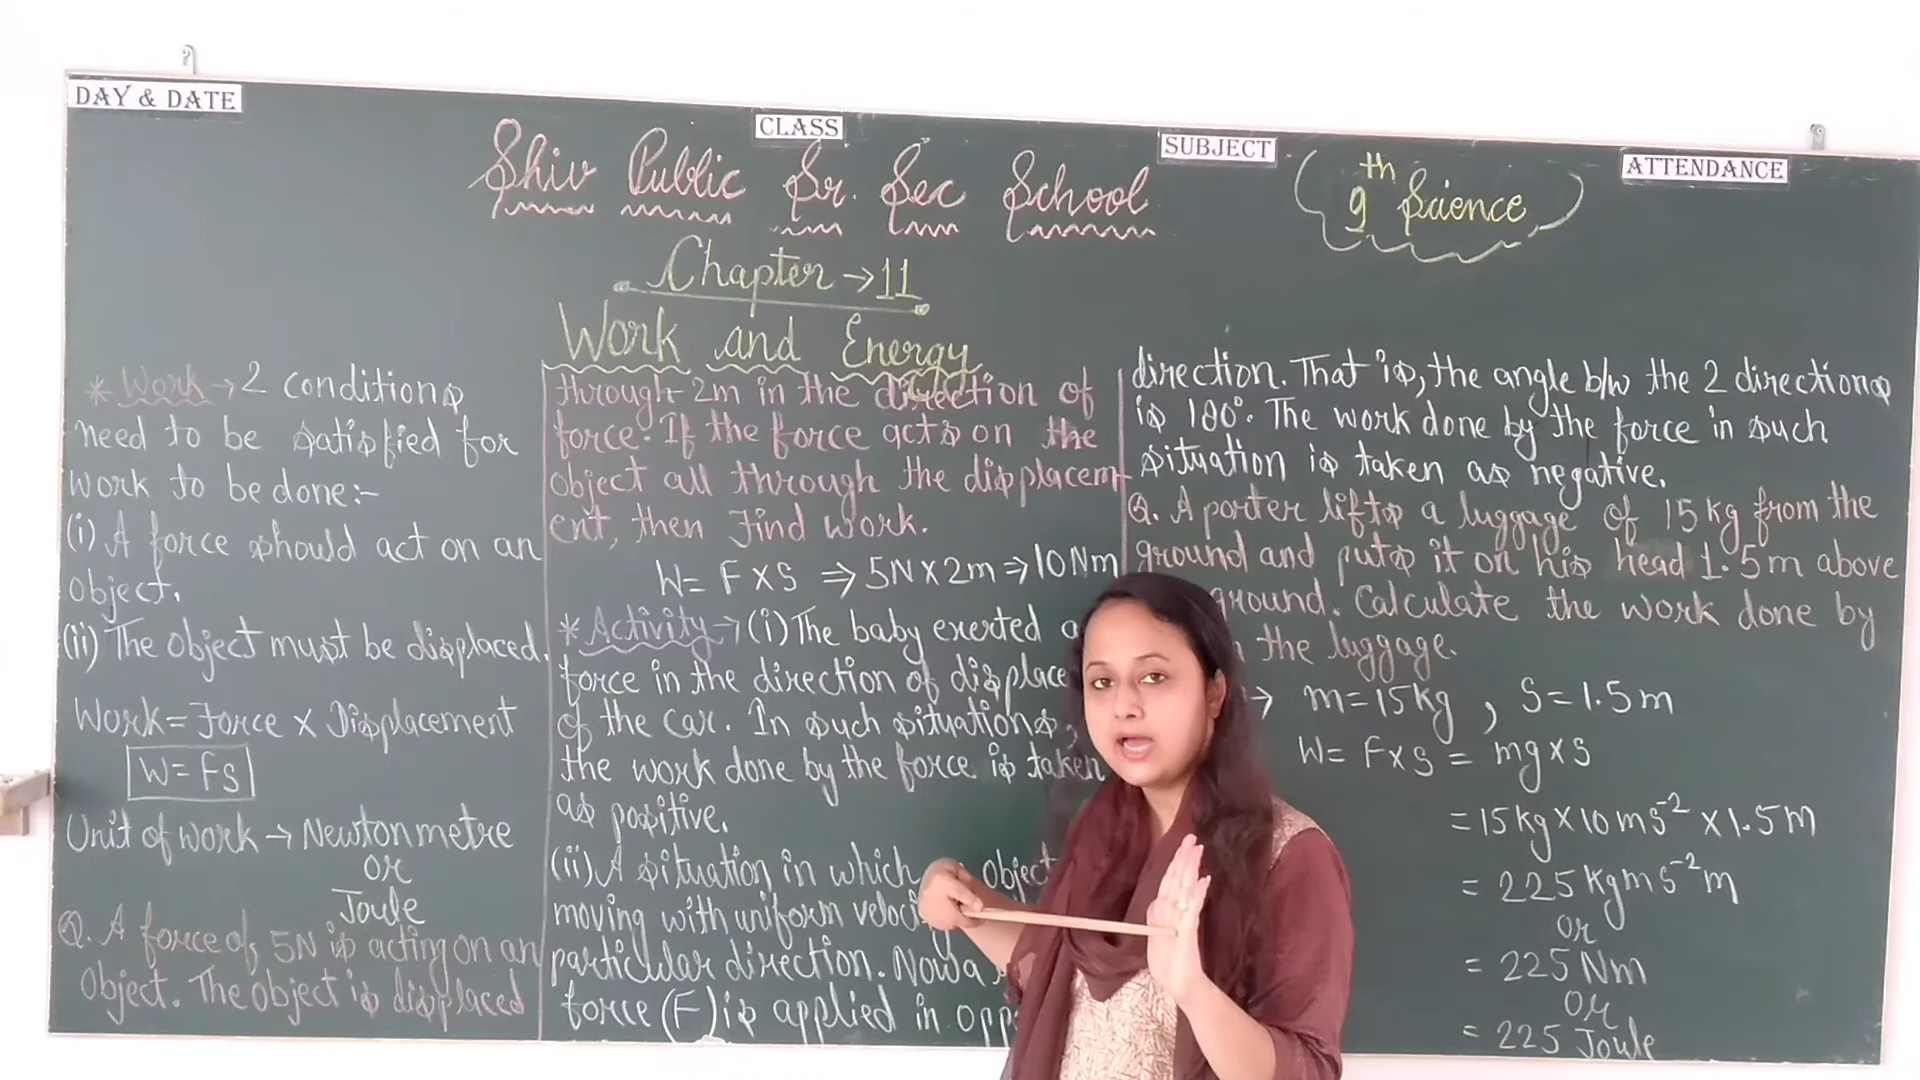 DAY & DATE
CLASS
SUBJECT
ATTENDANCE
Shiv Public Sr. Sec School
9th Science
Chapter → 11
Work and Energy
* Work → 2 conditions
need to be satisfied for
work to be done:-
(i) A force should act on an
object.
(ii) The object must be displaced.
Work = Force × Displacement
W = FS
Unit of work → Newton metre
or
Joule
Q. A force of 5N is acting on an
object. The object is displaced
through 2m in the direction of
force. If the force acts on the
object all through the displacem-
ent, then find work.
W = F × S ⇒ 5N × 2m ⇒ 10 Nm
* Activity → (i) The baby exerted a
force in the direction of displace
of the car. In such situations,
the work done by the force is taken
as positive.
(ii) A situation in which object
moving with uniform veloci
particular direction. Now a
force (F) is applied in opp
direction. That is, the angle b/w the 2 directions
is 180°. The work done by the force in such
situation is taken as negative.
Q. A porter lifts a luggage of 15 kg from the
ground and puts it on his head 1.5m above
ground. Calculate the work done by
the luggage.
→ m = 15 kg , S = 1.5 m
W = F × S = mg × S
= 15 kg × 10 ms⁻² × 1.5 m
= 225 kgm s⁻² m
or
= 225 Nm
or
= 225 Joule